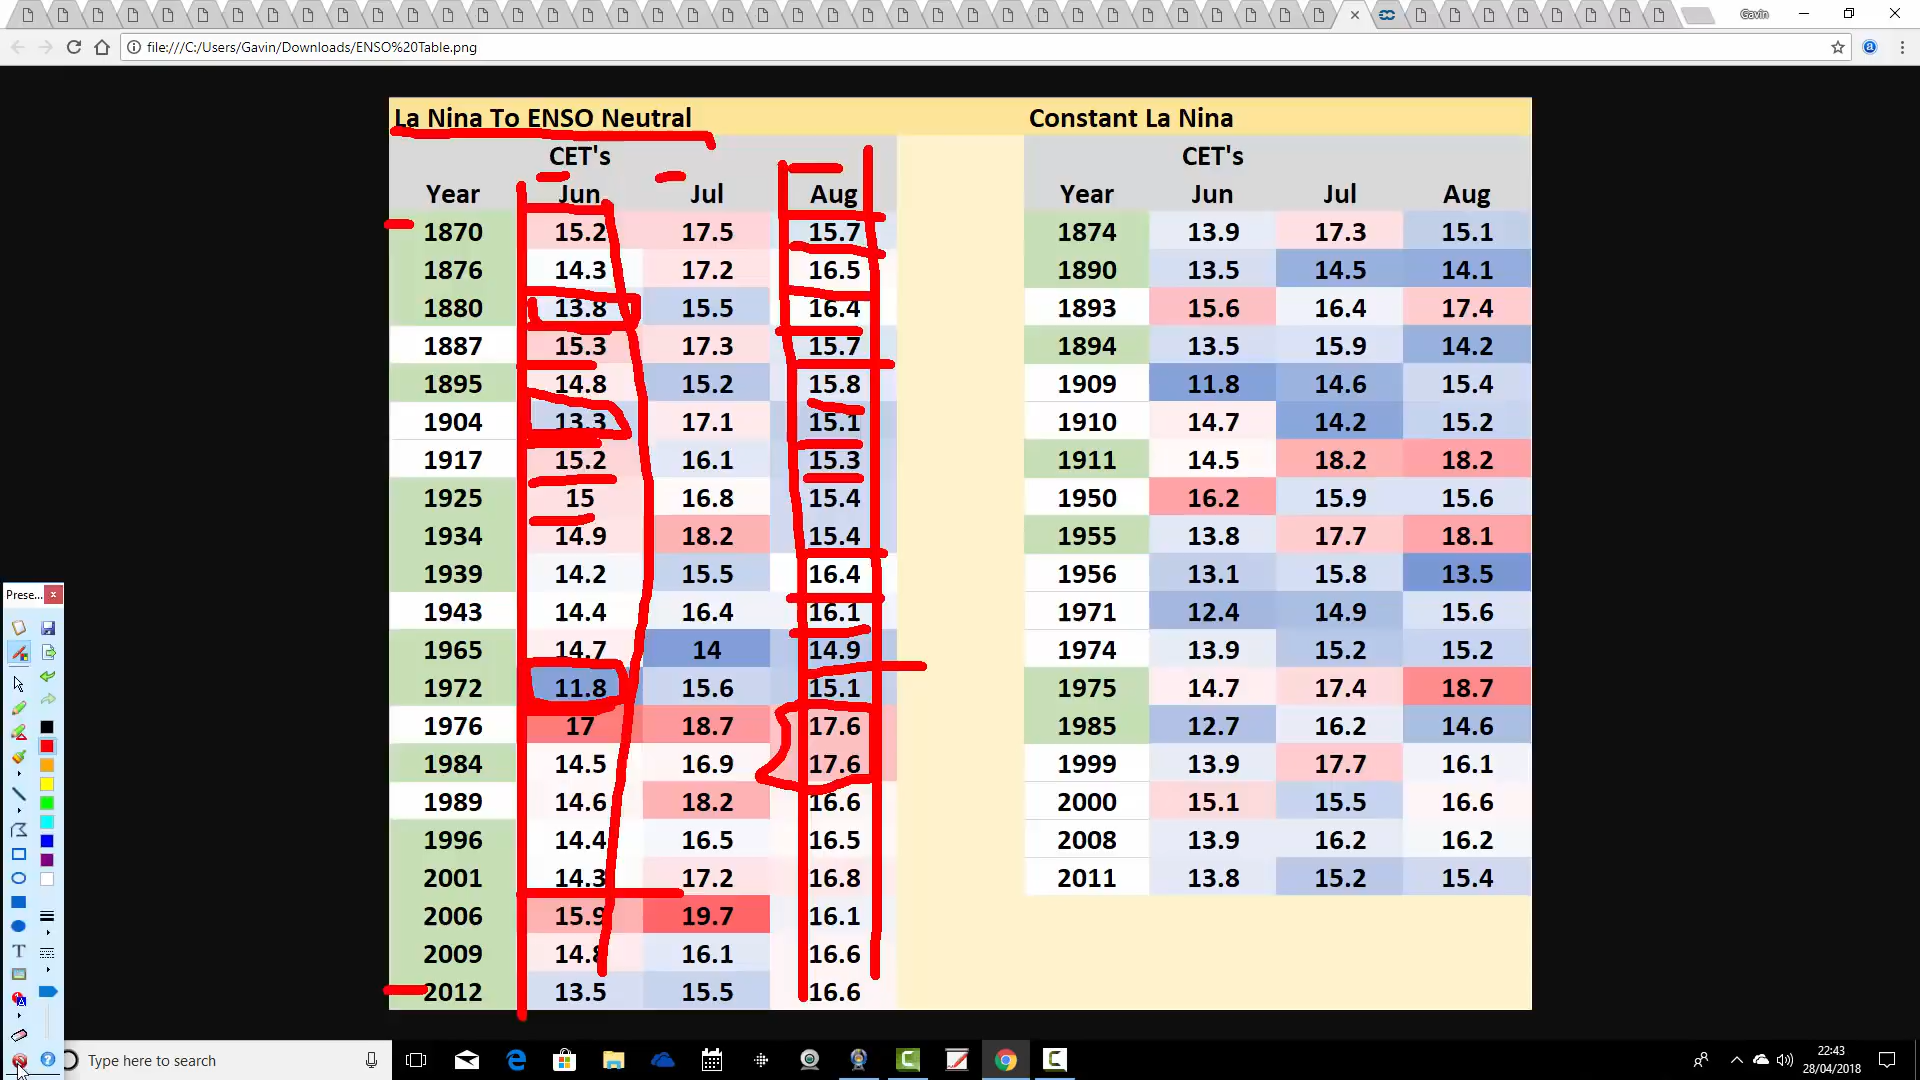 Gavin
file:///C:/Users/Gavin/Downloads/ENSO%20Table.png
La Nina To ENSO Neutral Constant La Nina
CET's CET's
Year Jun Jul Aug Year Jun Jul Aug
1870 15.2 17.5 15.7 1874 13.9 17.3 15.1
1876 14.3 17.2 16.5 1890 13.5 14.5 14.1
1880 13.8 15.5 16.4 1893 15.6 16.4 17.4
1887 15.3 17.3 15.7 1894 13.5 15.9 14.2
1895 14.8 15.2 15.8 1909 11.8 14.6 15.4
1904 13.3 17.1 15.1 1910 14.7 14.2 15.2
1917 15.2 16.1 15.3 1911 14.5 18.2 18.2
1925 15 16.8 15.4 1950 16.2 15.9 15.6
1934 14.9 18.2 15.4 1955 13.8 17.7 18.1
1939 14.2 15.5 16.4 1956 13.1 15.8 13.5
1943 14.4 16.4 16.1 1971 12.4 14.9 15.6
1965 14.7 14 14.9 1974 13.9 15.2 15.2
1972 11.8 15.6 15.1 1975 14.7 17.4 18.7
1976 17 18.7 17.6 1985 12.7 16.2 14.6
1984 14.5 16.9 17.6 1999 13.9 17.7 16.1
1989 14.6 18.2 16.6 2000 15.1 15.5 16.6
1996 14.4 16.5 16.5 2008 13.9 16.2 16.2
2001 14.3 17.2 16.8 2011 13.8 15.2 15.4
2006 15.9 19.7 16.1
2009 14.8 16.1 16.6
2012 13.5 15.5 16.6
Prese...
Type here to search
22:43
28/04/2018